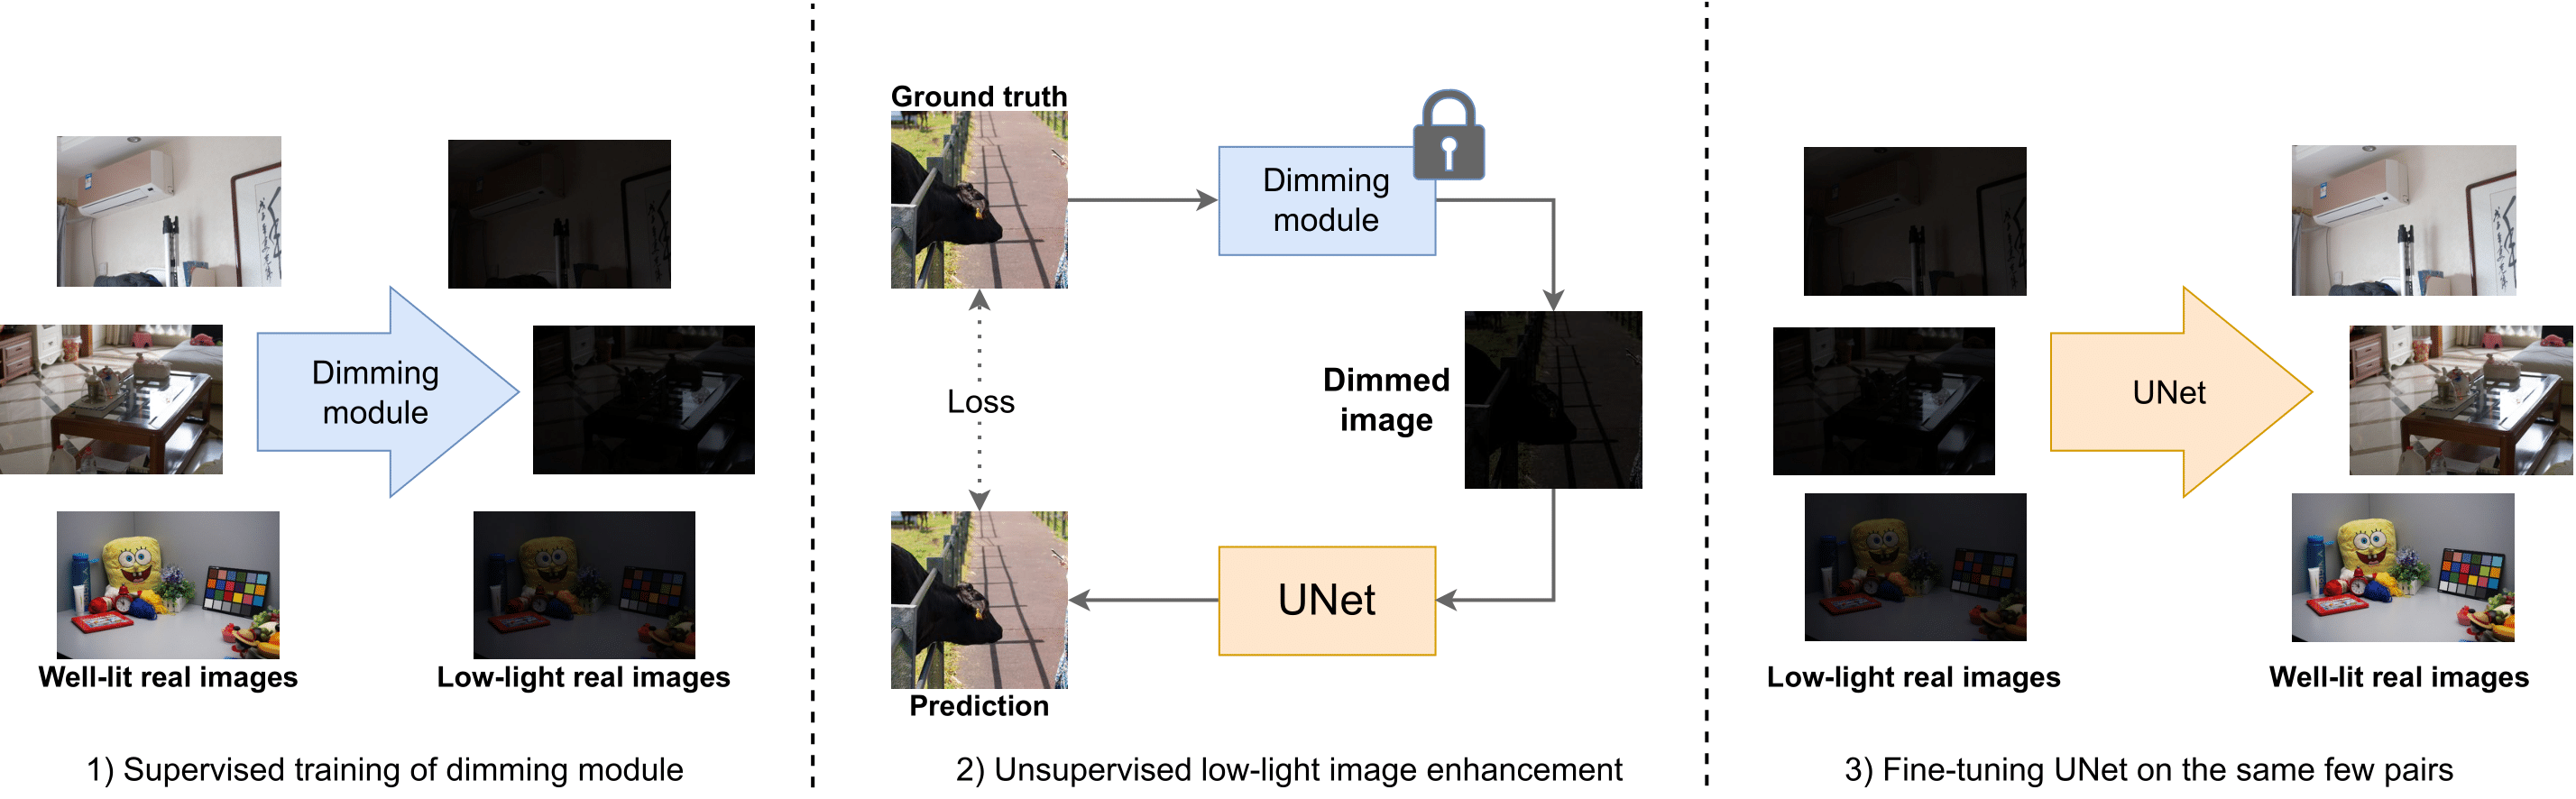 Well-lit real images
Dimming
module
Low-light real images
1) Supervised training of dimming module
Ground truth
Dimming
module
Loss
Dimmed
image
UNet
Prediction
2) Unsupervised low-light image enhancement
Low-light real images
UNet
Well-lit real images
3) Fine-tuning UNet on the same few pairs